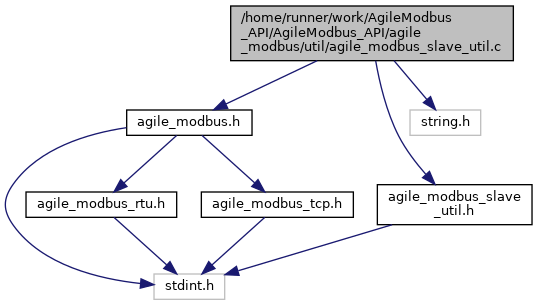 /home/runner/work/AgileModbus
_API/AgileModbus_API/agile
_modbus/util/agile_modbus_slave_util.c
agile_modbus.h
string.h
agile_modbus_rtu.h
agile_modbus_tcp.h
agile_modbus_slave
_util.h
stdint.h